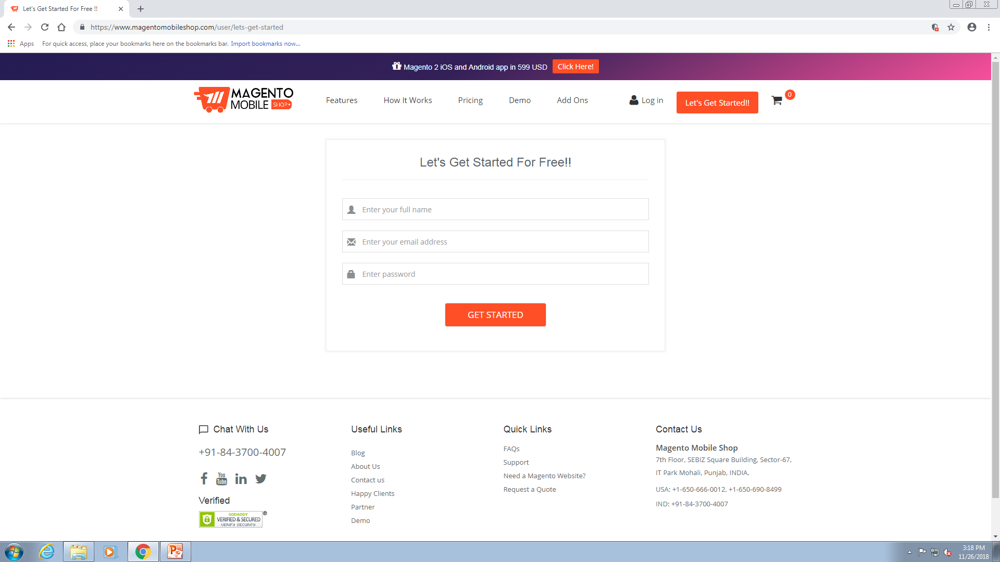 Let's Get Started For Free !!
https://www.magentomobileshop.com/user/lets-get-started
Apps For quick access, place your bookmarks here on the bookmarks bar. Import bookmarks now...
Magento 2 iOS and Android app in 599 USD Click Here!
MAGENTO
MOBILE SHOP
Features How It Works Pricing Demo Add Ons Log in Let's Get Started!! 0
Let's Get Started For Free!!
Enter your full name
Enter your email address
Enter password
GET STARTED
Chat With Us
+91-84-3700-4007
You
Tube
in
Verified
GODADDY
VERIFIED & SECURED
VERIFY SECURITY
®
Useful Links
Blog
About Us
Contact us
Happy Clients
Partner
Demo
Quick Links
FAQs
Support
Need a Magento Website?
Request a Quote
Contact Us
Magento Mobile Shop
7th Floor, SEBIZ Square Building, Sector-67,
IT Park Mohali, Punjab, INDIA.
USA: +1-650-666-0012, +1-650-690-8499
IND: +91-84-3700-4007
3:18 PM
11/26/2018